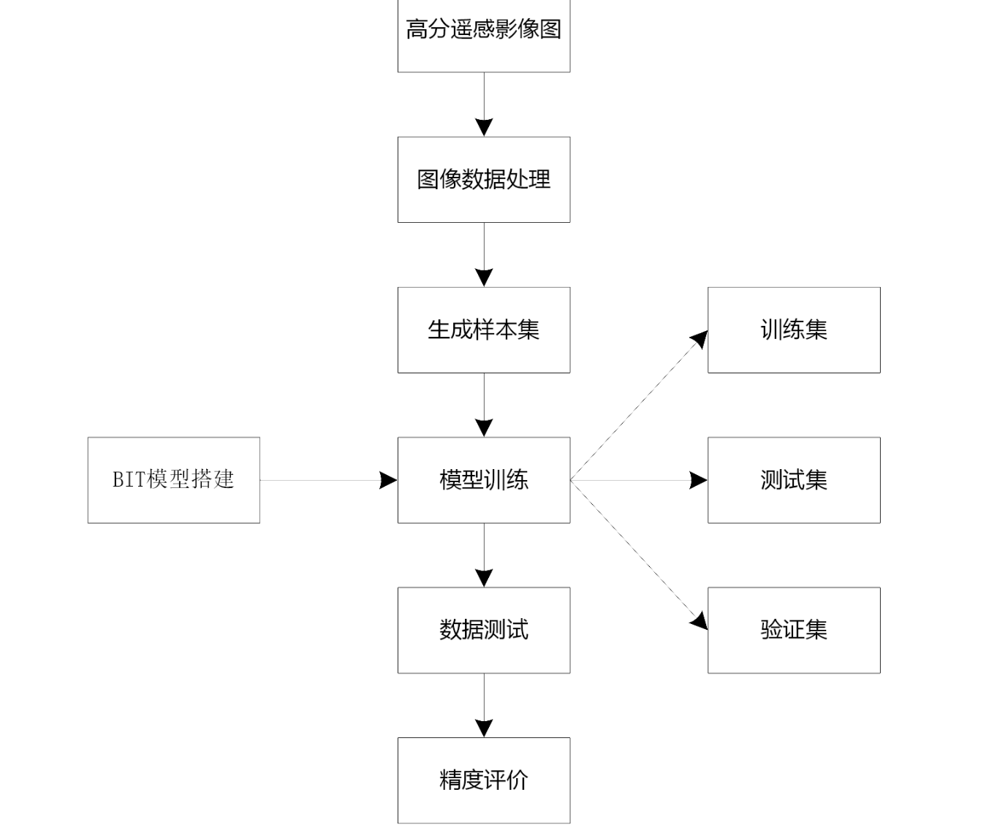 高分遥感影像图
图像数据处理
生成样本集
训练集
BIT模型搭建
模型训练
测试集
数据测试
验证集
精度评价